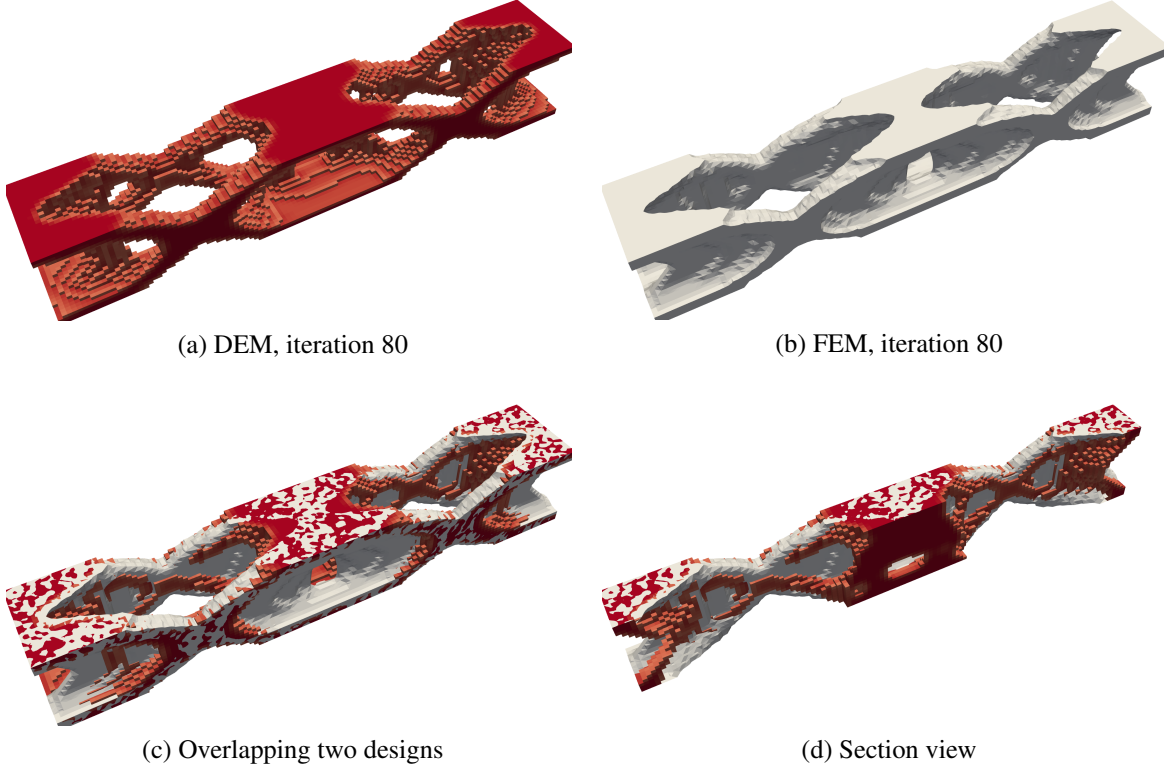 (a) DEM, iteration 80
(b) FEM, iteration 80
(c) Overlapping two designs
(d) Section view